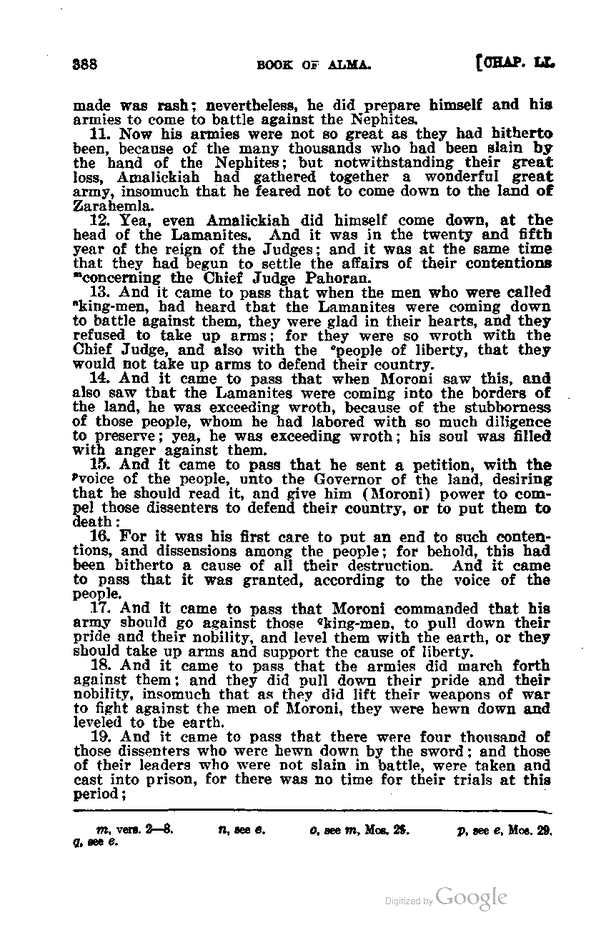 388 BOOK OF ALMA. [CHAP. LI.
made was rash; nevertheless, he did prepare himself and his
armies to come to battle against the Nephites.
11. Now his armies were not so great as they had hitherto
been, because of the many thousands who had been slain by
the hand of the Nephites; but notwithstanding their great
loss, Amalickiah had gathered together a wonderful great
army, insomuch that he feared not to come down to the land of
Zarahemla.
12. Yea, even Amalickiah did himself come down, at the
head of the Lamanites. And it was in the twenty and fifth
year of the reign of the Judges; and it was at the same time
that they had begun to settle the affairs of their contentions
ᵐconcerning the Chief Judge Pahoran.
13. And it came to pass that when the men who were called
ⁿking-men, had heard that the Lamanites were coming down
to battle against them, they were glad in their hearts, and they
refused to take up arms; for they were so wroth with the
Chief Judge, and also with the ᵒpeople of liberty, that they
would not take up arms to defend their country.
14. And it came to pass that when Moroni saw this, and
also saw that the Lamanites were coming into the borders of
the land, he was exceeding wroth, because of the stubborness
of those people, whom he had labored with so much diligence
to preserve; yea, he was exceeding wroth; his soul was filled
with anger against them.
15. And it came to pass that he sent a petition, with the
ᵖvoice of the people, unto the Governor of the land, desiring
that he should read it, and give him (Moroni) power to com-
pel those dissenters to defend their country, or to put them to
death:
16. For it was his first care to put an end to such conten-
tions, and dissensions among the people; for behold, this had
been hitherto a cause of all their destruction. And it came
to pass that it was granted, according to the voice of the
people.
17. And it came to pass that Moroni commanded that his
army should go against those 𐞥king-men, to pull down their
pride and their nobility, and level them with the earth, or they
should take up arms and support the cause of liberty.
18. And it came to pass that the armies did march forth
against them; and they did pull down their pride and their
nobility, insomuch that as they did lift their weapons of war
to fight against the men of Moroni, they were hewn down and
leveled to the earth.
19. And it came to pass that there were four thousand of
those dissenters who were hewn down by the sword; and those
of their leaders who were not slain in battle, were taken and
cast into prison, for there was no time for their trials at this
period;
m, vers. 2—8. n, see e. o, see m, Mos. 25. p, see e, Mos. 29.
q, see e.
Digitized by Google